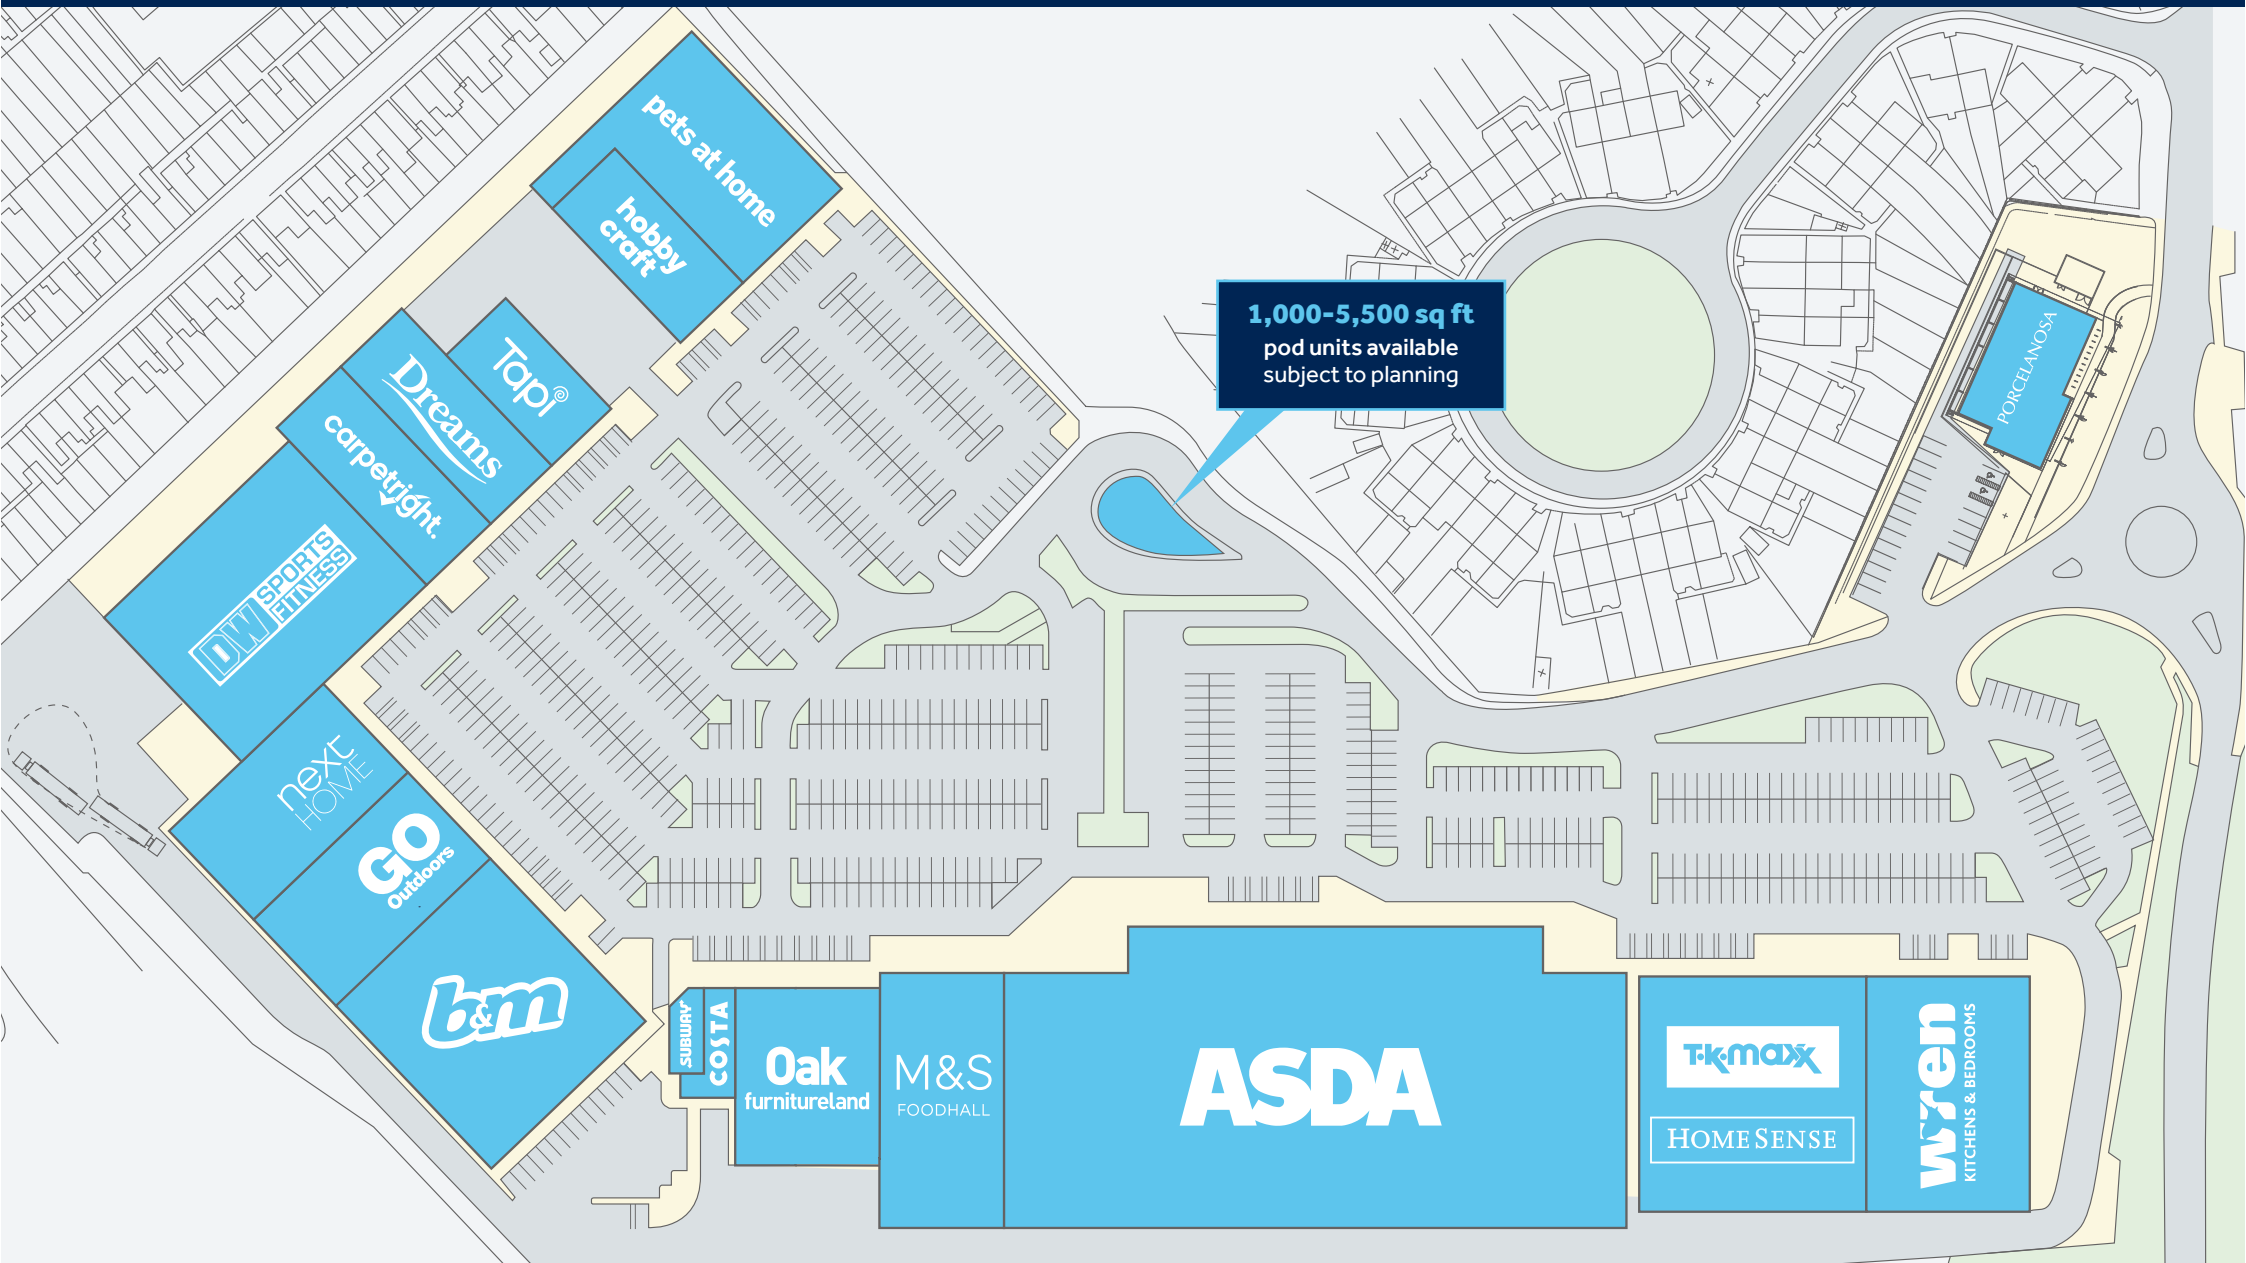 pets at home
hobby
craft
1,000-5,500 sq ft
pod units available
subject to planning
PORCELANOSA
Tapi
Dreams
carpetright.
DW SPORTS
FITNESS
next
HOME
GO
outdoors
b&m
SUBWAY
COSTA
Oak
furnitureland
M&S
FOODHALL
ASDA
T·K·maxx
HOMESENSE
wren
KITCHENS & BEDROOMS